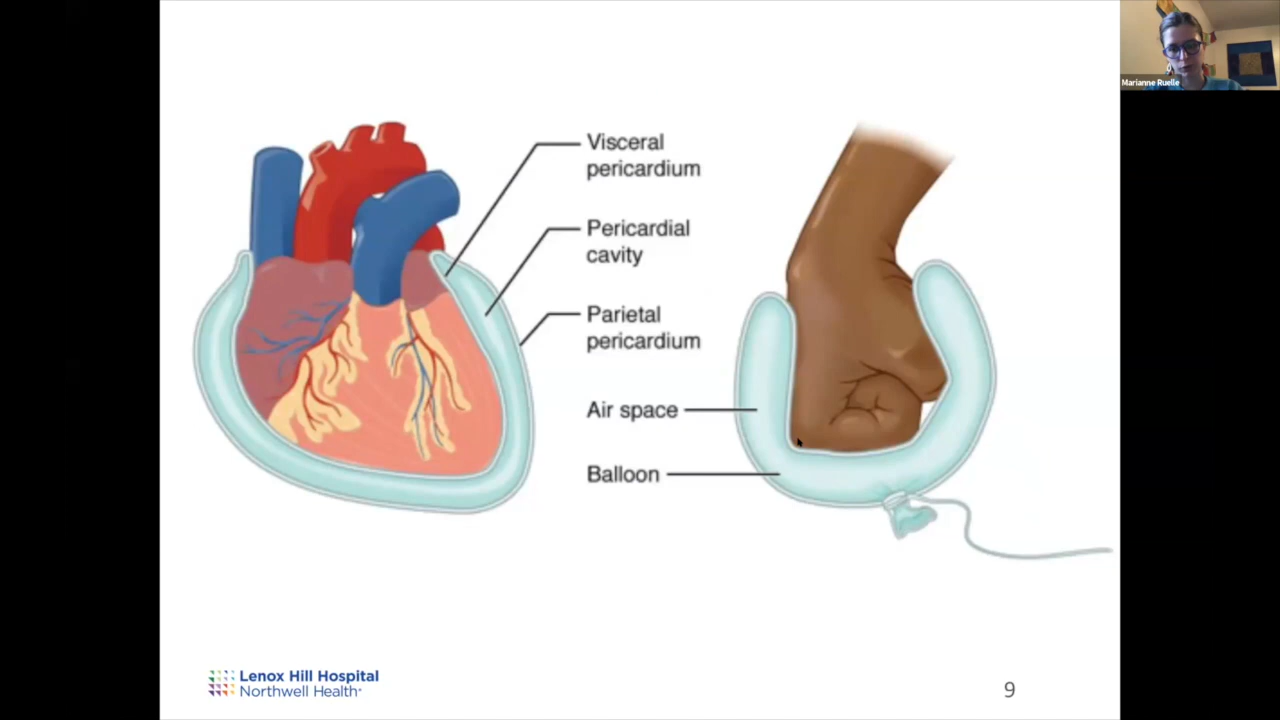 Marianne Ruelle
Visceral
pericardium
Pericardial
cavity
Parietal
pericardium
Air space
Balloon
Lenox Hill Hospital
Northwell Health
9